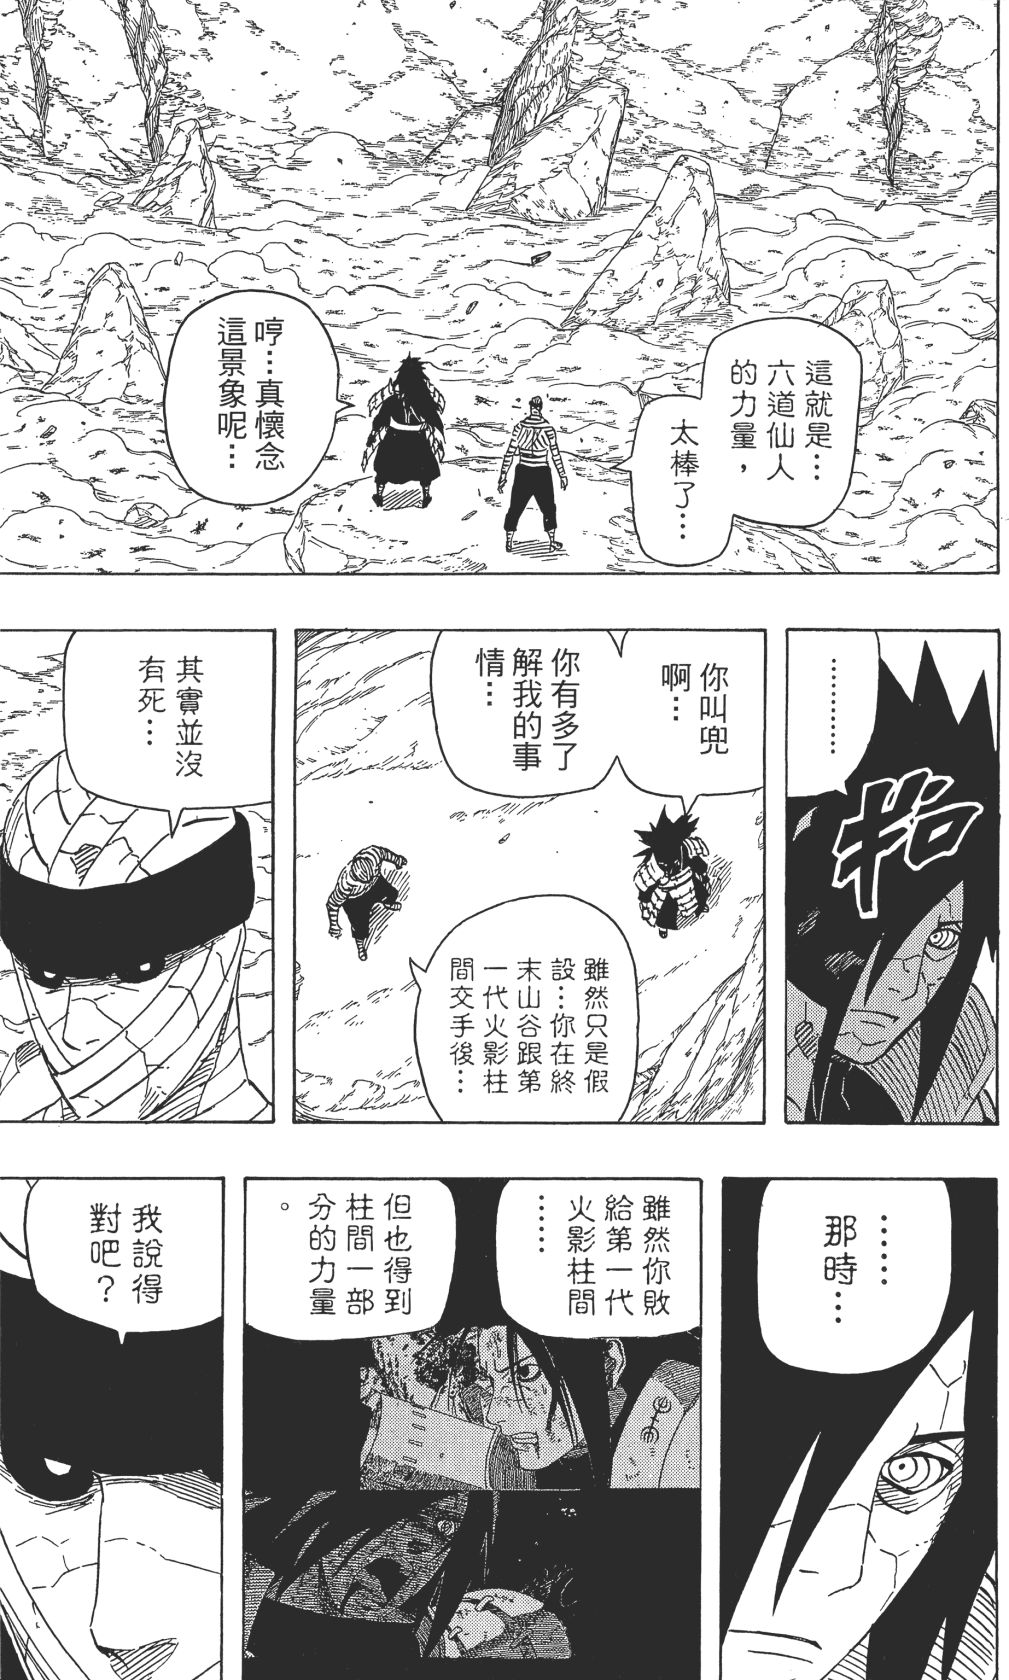 這就是…
六道仙人
的力量，
太棒了…
哼…真懷念
這景象呢…
…………
ギロ
你叫兜
啊…
你有多了
解我的事
情…
雖然只是假
設…你在終
末山谷跟第
一代火影柱
間交手後…
其實並沒
有死…
……
那時…
雖然你敗
給第一代
火影柱間
……
但也得到
柱間一部
分的力量
。
我說得
對吧？